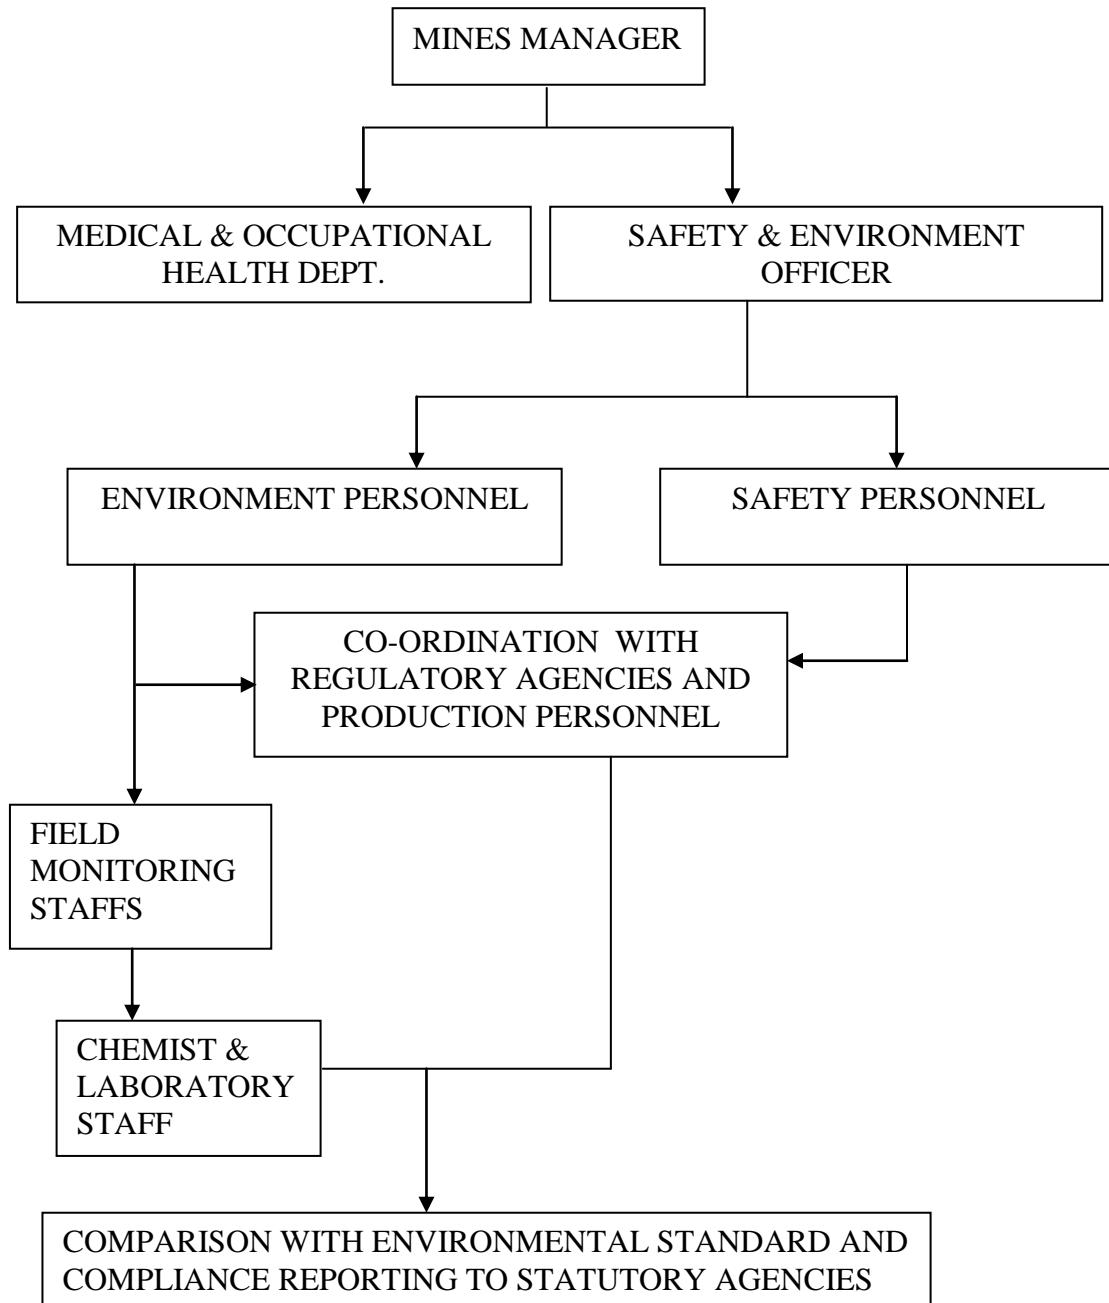 MINES MANAGER
MEDICAL & OCCUPATIONAL
HEALTH DEPT.
SAFETY & ENVIRONMENT
OFFICER
ENVIRONMENT PERSONNEL
SAFETY PERSONNEL
CO-ORDINATION WITH
REGULATORY AGENCIES AND
PRODUCTION PERSONNEL
FIELD
MONITORING
STAFFS
CHEMIST &
LABORATORY
STAFF
COMPARISON WITH ENVIRONMENTAL STANDARD AND
COMPLIANCE REPORTING TO STATUTORY AGENCIES